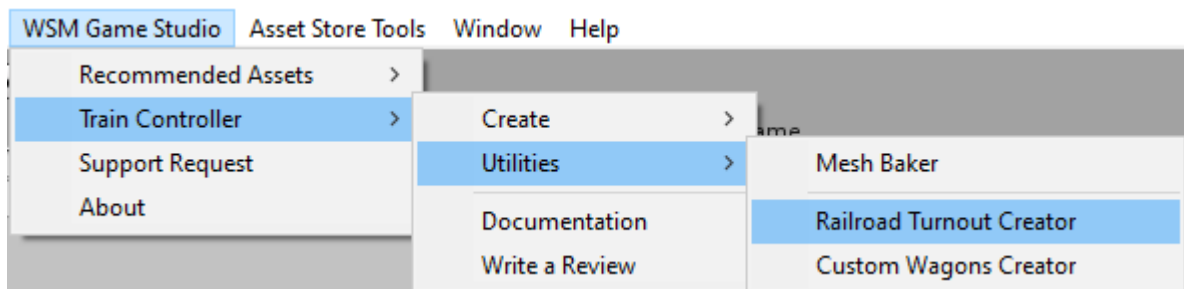 WSM Game Studio Asset Store Tools Window Help
Recommended Assets >
Train Controller >
Support Request
About
Create >
Utilities >
Documentation
Write a Review
ame
Mesh Baker
Railroad Turnout Creator
Custom Wagons Creator